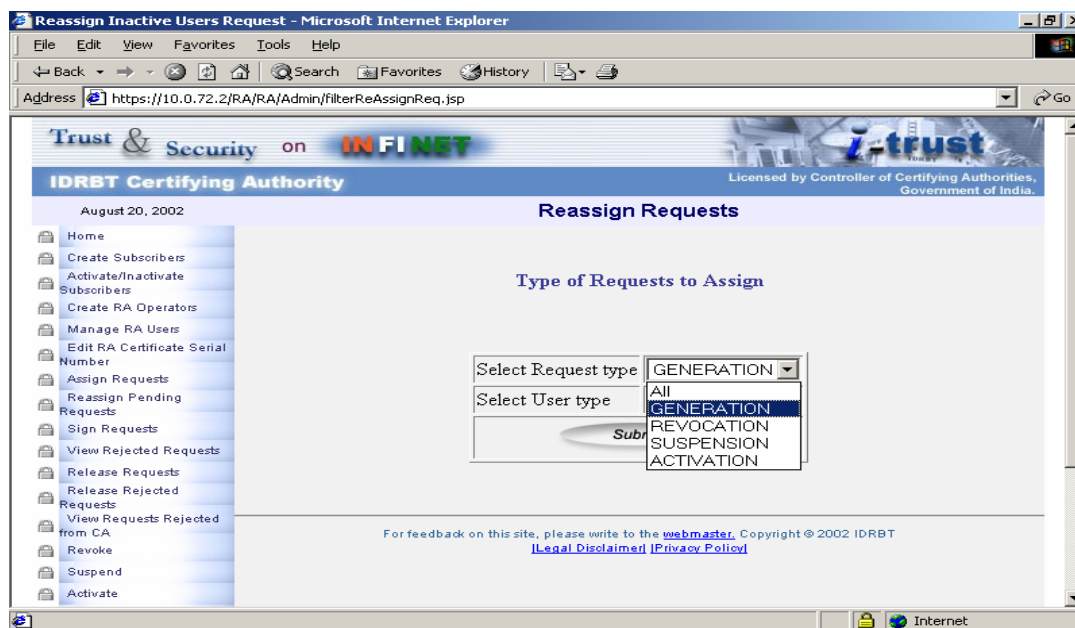 Reassign Inactive Users Request - Microsoft Internet Explorer
File Edit View Favorites Tools Help
Back Search Favorites History
Address https://10.0.72.2/RA/RA/Admin/filterReAssignReq.jsp Go
Trust & Security on INFINET
i-trust
IDRBT
IDRBT Certifying Authority
Licensed by Controller of Certifying Authorities,
Government of India.
August 20, 2002
Reassign Requests
Home
Create Subscribers
Activate/Inactivate
Subscribers
Create RA Operators
Manage RA Users
Edit RA Certificate Serial
Number
Assign Requests
Reassign Pending
Requests
Sign Requests
View Rejected Requests
Release Requests
Release Rejected
Requests
View Requests Rejected
from CA
Revoke
Suspend
Activate
Type of Requests to Assign
Select Request type GENERATION
Select User type
All
GENERATION
REVOCATION
SUSPENSION
ACTIVATION
Subr
For feedback on this site, please write to the webmaster. Copyright © 2002 IDRBT
|Legal Disclaimer| |Privacy Policy|
Internet